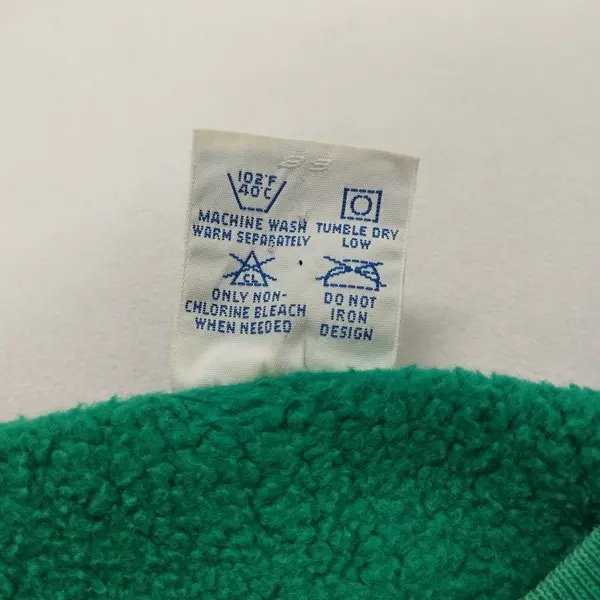 102°F
40°C
MACHINE WASH
WARM SEPARATELY
TUMBLE DRY
LOW
CL
ONLY NON-
CHLORINE BLEACH
WHEN NEEDED
DO NOT
IRON
DESIGN